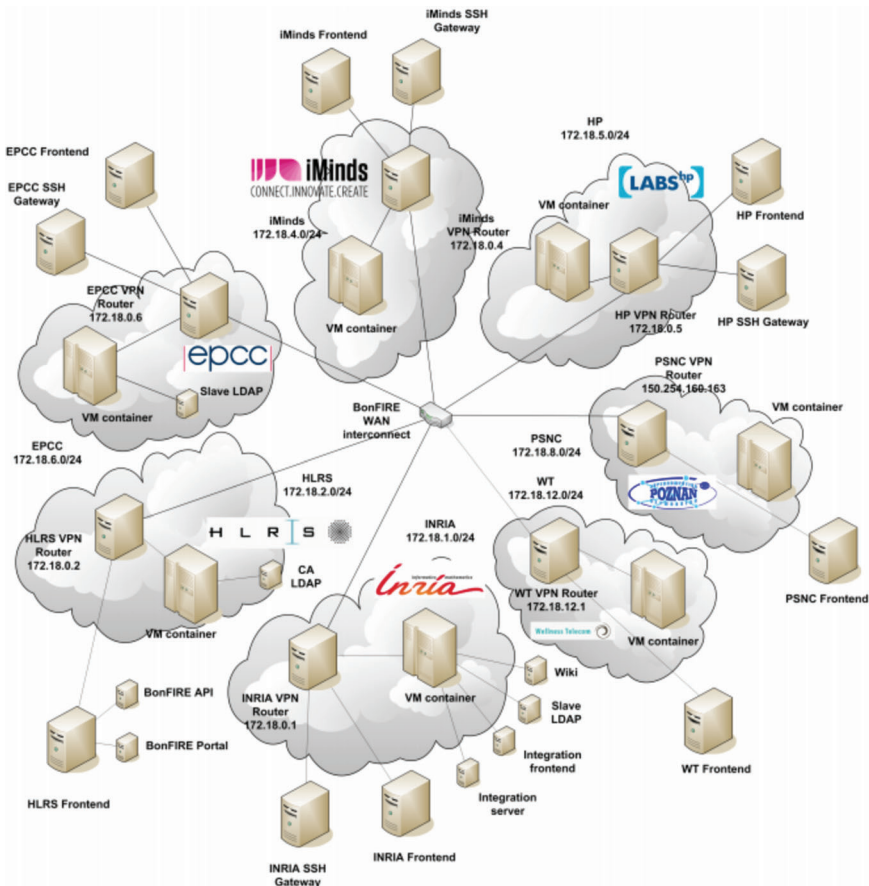 iMinds SSH
Gateway
iMinds Frontend
HP
172.18.5.0/24
EPCC Frontend
iMinds
CONNECT.INNOVATE.CREATE
LABS hp
EPCC SSH
Gateway
HP Frontend
VM container
iMinds
172.18.4.0/24
iMinds
VPN Router
172.18.0.4
EPCC VPN
Router
172.18.0.6
VM container
HP VPN Router
172.18.0.5
HP SSH Gateway
epcc
PSNC VPN
Router
150.254.160.163
Slave LDAP
VM container
BonFIRE
WAN
interconnect
VM container
EPCC
172.18.6.0/24
PSNC
172.18.8.0/24
HLRS
172.18.2.0/24
WT
172.18.12.0/24
POZNAŃ
HLRS VPN
Router
172.18.0.2
H L R I S
INRIA
172.18.1.0/24
CA
LDAP
informatics mathematics
Inria
WT VPN Router
172.18.12.1
PSNC Frontend
VM container
Wellness Telecom
VM container
BonFIRE API
INRIA VPN
Router
172.18.0.1
VM container
Wiki
Slave
LDAP
BonFIRE Portal
Integration
frontend
WT Frontend
HLRS Frontend
Integration
server
INRIA Frontend
INRIA SSH
Gateway